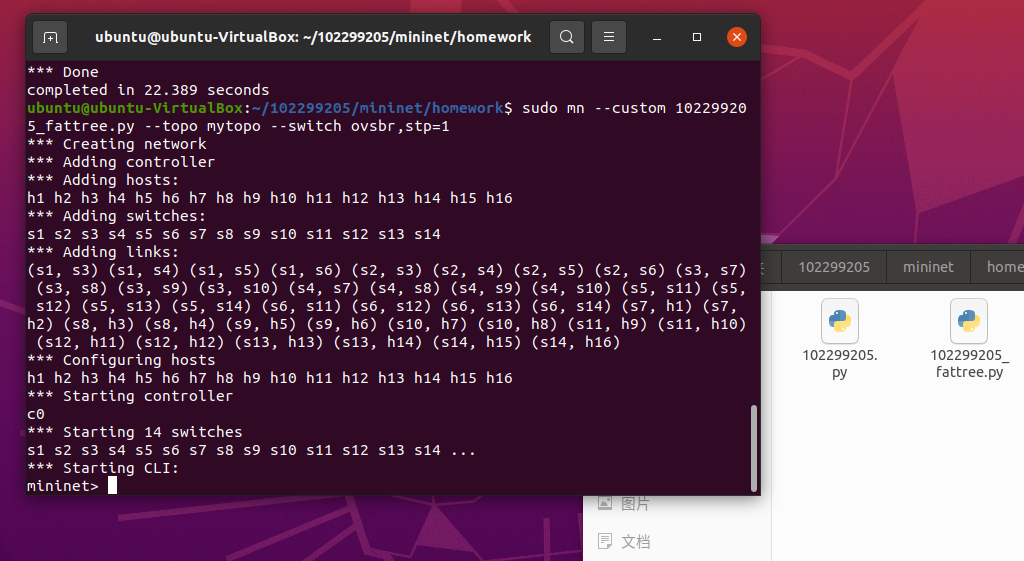 ubuntu@ubuntu-VirtualBox: ~/102299205/mininet/homework
*** Done
completed in 22.389 seconds
ubuntu@ubuntu-VirtualBox:~/102299205/mininet/homework$ sudo mn --custom 10229920
5_fattree.py --topo mytopo --switch ovsbr,stp=1
*** Creating network
*** Adding controller
*** Adding hosts:
h1 h2 h3 h4 h5 h6 h7 h8 h9 h10 h11 h12 h13 h14 h15 h16
*** Adding switches:
s1 s2 s3 s4 s5 s6 s7 s8 s9 s10 s11 s12 s13 s14
*** Adding links:
(s1, s3) (s1, s4) (s1, s5) (s1, s6) (s2, s3) (s2, s4) (s2, s5) (s2, s6) (s3, s7)
(s3, s8) (s3, s9) (s3, s10) (s4, s7) (s4, s8) (s4, s9) (s4, s10) (s5, s11) (s5,
s12) (s5, s13) (s5, s14) (s6, s11) (s6, s12) (s6, s13) (s6, s14) (s7, h1) (s7,
h2) (s8, h3) (s8, h4) (s9, h5) (s9, h6) (s10, h7) (s10, h8) (s11, h9) (s11, h10)
(s12, h11) (s12, h12) (s13, h13) (s13, h14) (s14, h15) (s14, h16)
*** Configuring hosts
h1 h2 h3 h4 h5 h6 h7 h8 h9 h10 h11 h12 h13 h14 h15 h16
*** Starting controller
c0
*** Starting 14 switches
s1 s2 s3 s4 s5 s6 s7 s8 s9 s10 s11 s12 s13 s14 ...
*** Starting CLI:
mininet>
102299205
mininet
home
102299205.
py
102299205_
fattree.py
图片
文档